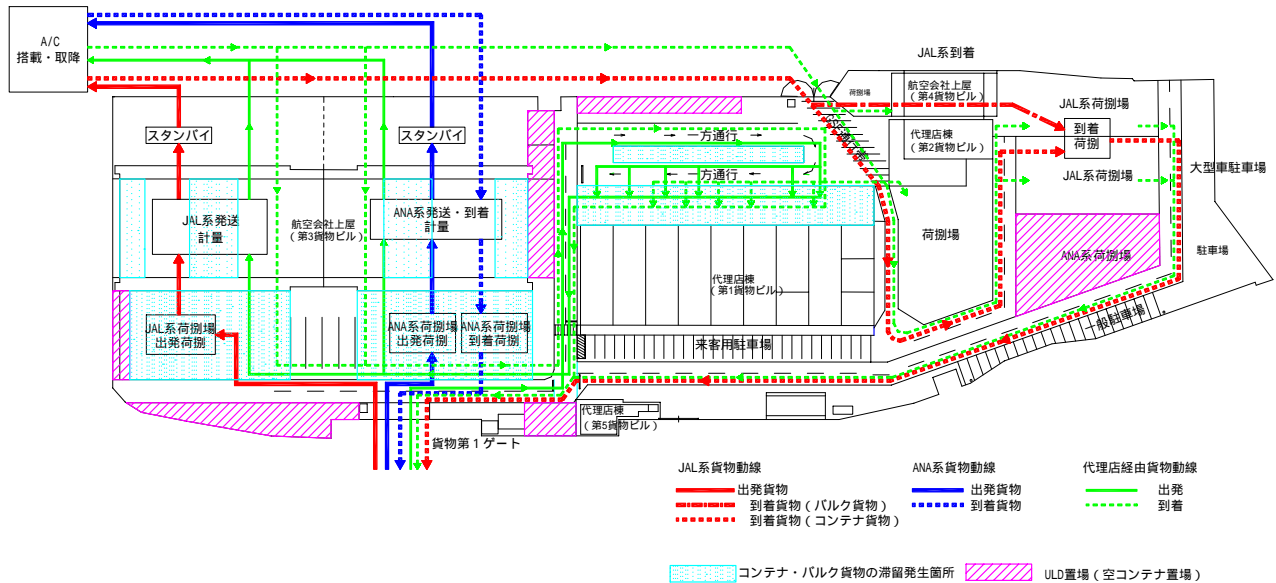 A/C
搭載・取降
JAL系到着
荷捌場
航空会社上屋
(第4貨物ビル)
JAL系荷捌場
到着
荷捌
代理店棟
(第2貨物ビル)
JAL系荷捌場
大型車駐車場
スタンバイ
スタンバイ
一方通行
一方通行
JAL系発送
計量
航空会社上屋
(第3貨物ビル)
ANA系発送・到着
計量
荷捌場
ANA系荷捌場
駐車場
代理店棟
(第1貨物ビル)
JAL系荷捌場
出発荷捌
ANA系荷捌場
出発荷捌
ANA系荷捌場
到着荷捌
来客用駐車場
一般駐車場
代理店棟
(第5貨物ビル)
貨物第1ゲート
JAL系貨物動線
出発貨物
到着貨物(バルク貨物)
到着貨物(コンテナ貨物)
ANA系貨物動線
出発貨物
到着貨物
代理店経由貨物動線
出発
到着
コンテナ・バルク貨物の滞留発生箇所
ULD置場(空コンテナ置場)